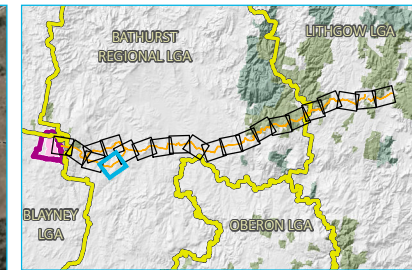 BATHURST
REGIONAL LGA
LITHGOW LGA
BLAYNEY
LGA
OBERON LGA